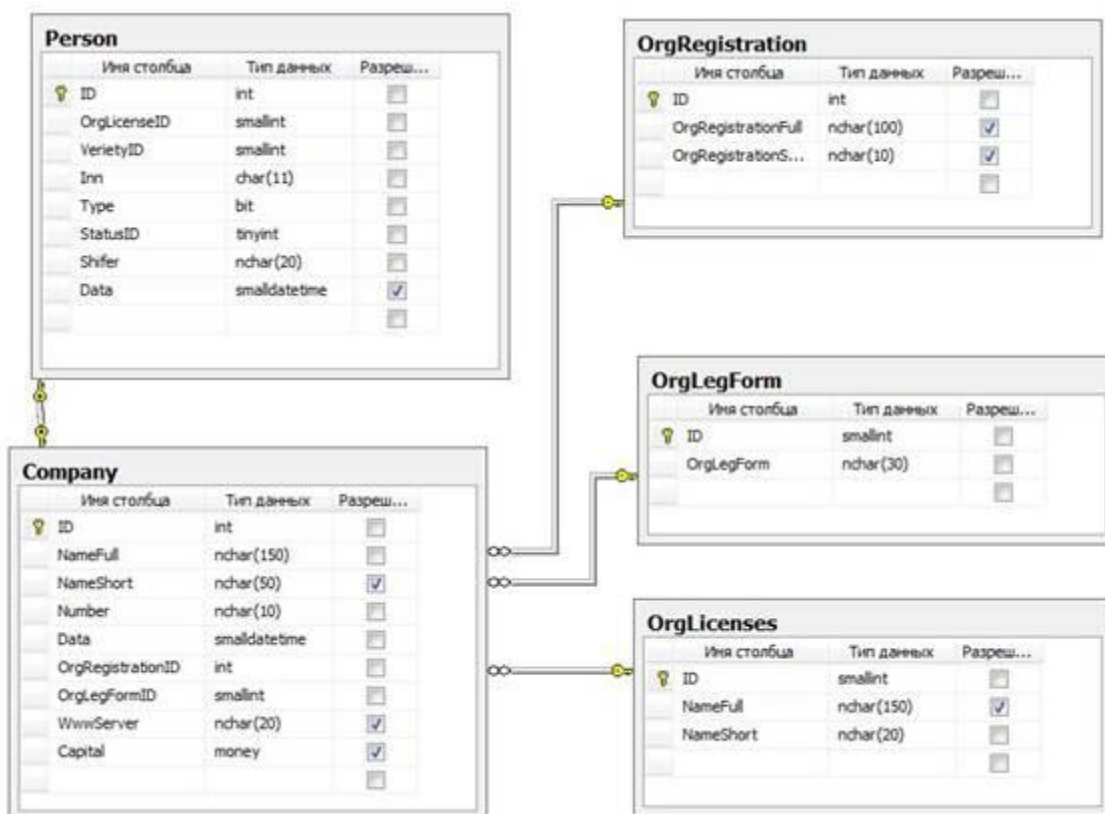 Person
Имя столбца Тип данных Разреш...
ID int
OrgLicenseID smallint
VerietyID smallint
Inn char(11)
Type bit
StatusID tinyint
Shifer nchar(20)
Data smalldatetime
OrgRegistration
Имя столбца Тип данных Разреш...
ID int
OrgRegistrationFull nchar(100)
OrgRegistrationS... nchar(10)
OrgLegForm
Имя столбца Тип данных Разреш...
ID smallint
OrgLegForm nchar(30)
Company
Имя столбца Тип данных Разреш...
ID int
NameFull nchar(150)
NameShort nchar(50)
Number nchar(10)
Data smalldatetime
OrgRegistrationID int
OrgLegFormID smallint
WwwServer nchar(20)
Capital money
OrgLicenses
Имя столбца Тип данных Разреш...
ID smallint
NameFull nchar(150)
NameShort nchar(20)